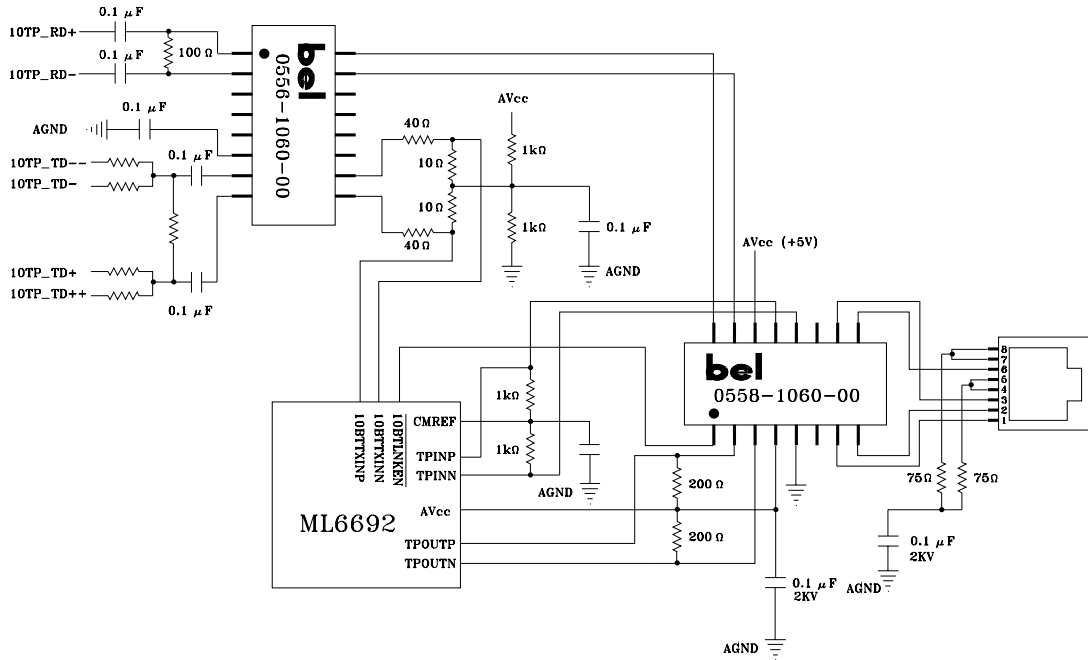 0.1 μF
10TP_RD+
100 Ω
0.1 μF
10TP_RD-
bel
0556-1060-00
0.1 μF
AGND
10TP_TD--
10TP_TD-
0.1 μF
10TP_TD+
10TP_TD++
0.1 μF
40Ω
10Ω
10Ω
40Ω
AVcc
1kΩ
1kΩ
0.1 μF
AGND
AVcc (+5V)
bel
0558-1060-00
8
7
6
5
4
3
2
1
75Ω
75Ω
0.1 μF
2KV
AGND
1kΩ
1kΩ
AGND
10BTTXINP
10BTTXINN
10BTLNKEN
CMREF
TPINP
TPINN
AVcc
TPOUTP
TPOUTN
ML6692
200 Ω
200 Ω
0.1 μF
2KV
AGND